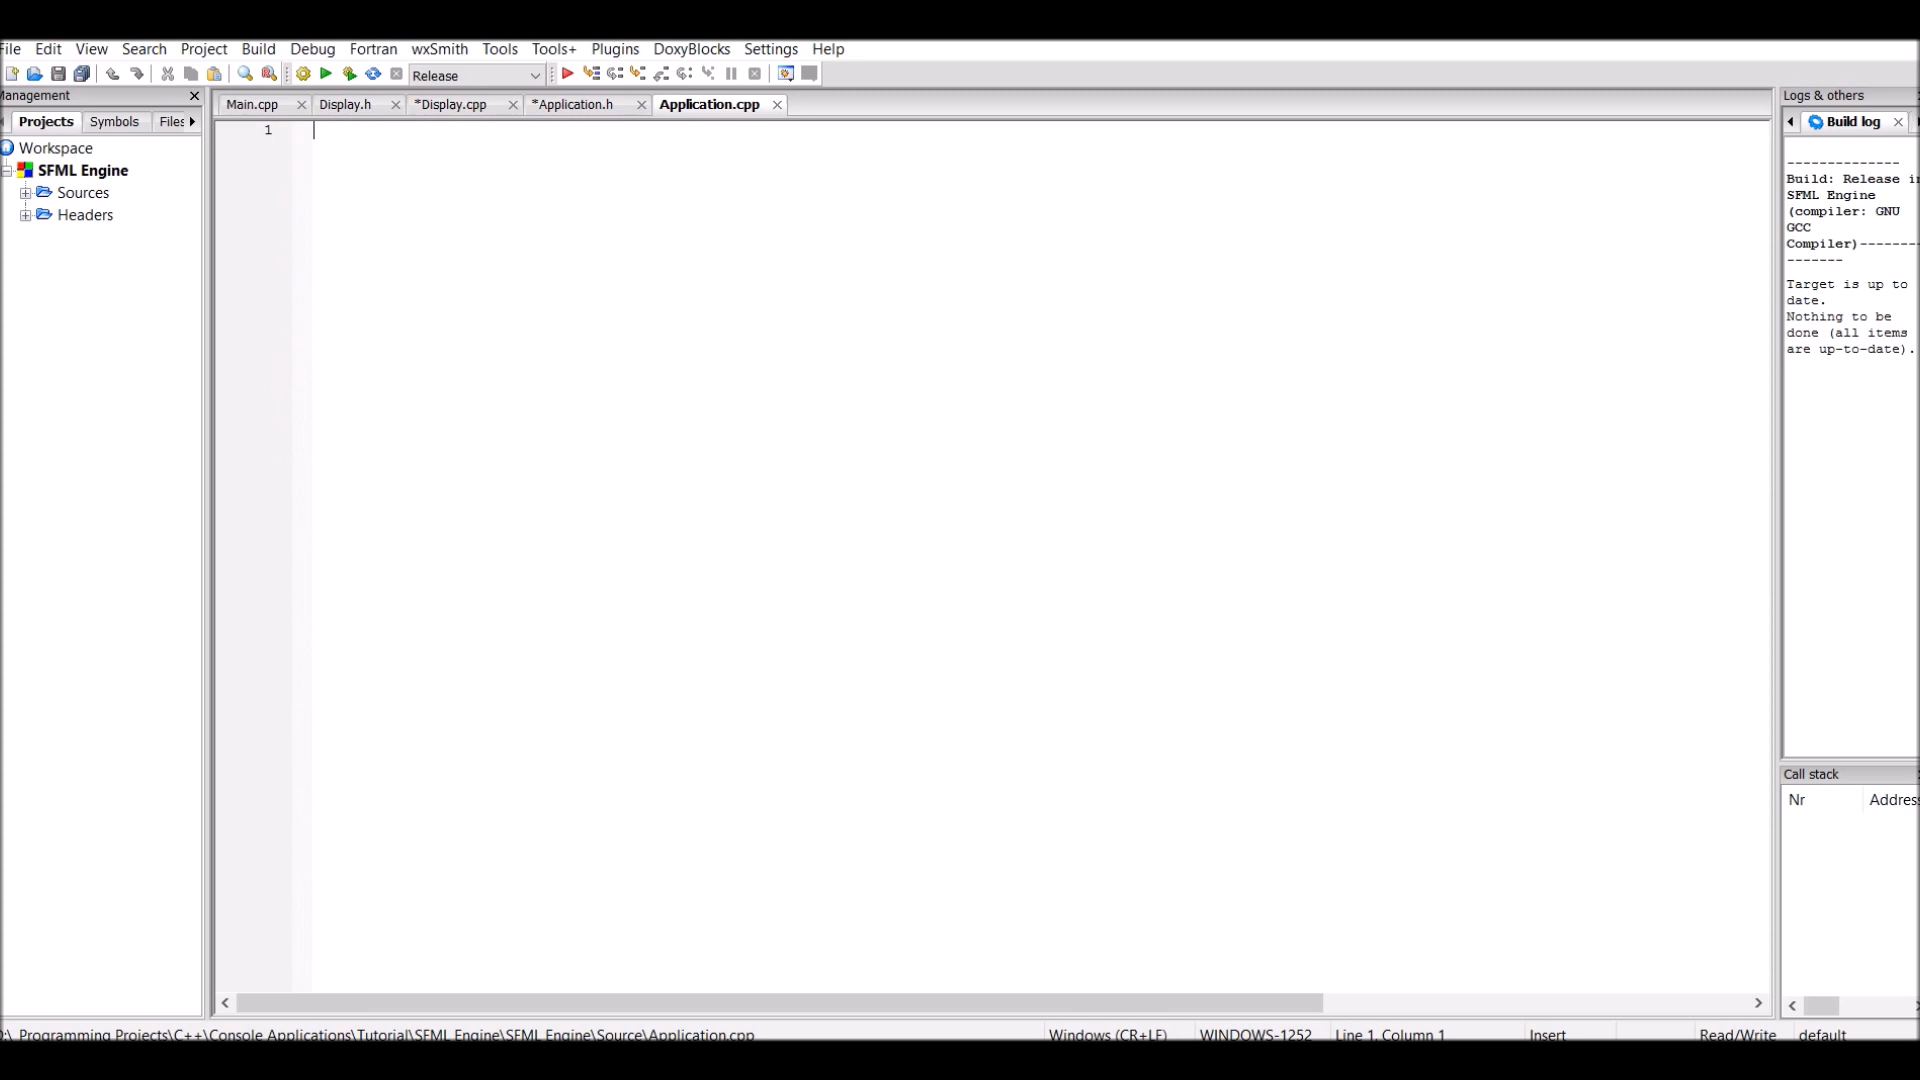 File Edit View Search Project Build Debug Fortran wxSmith Tools Tools+ Plugins DoxyBlocks Settings Help
Release
Management
Projects Symbols Files
Workspace
SFML Engine
Sources
Headers
Main.cpp Display.h *Display.cpp *Application.h Application.cpp
1
Logs & others
Build log
--------------
Build: Release in
SFML Engine
(compiler: GNU
GCC
Compiler)-------
-------
Target is up to
date.
Nothing to be
done (all items
are up-to-date).
Call stack
Nr Address
:\_Programming Projects\C++\Console Applications\Tutorial\SFML Engine\SFML Engine\Source\Application.cpp Windows (CR+LF) WINDOWS-1252 Line 1, Column 1 Insert Read/Write default